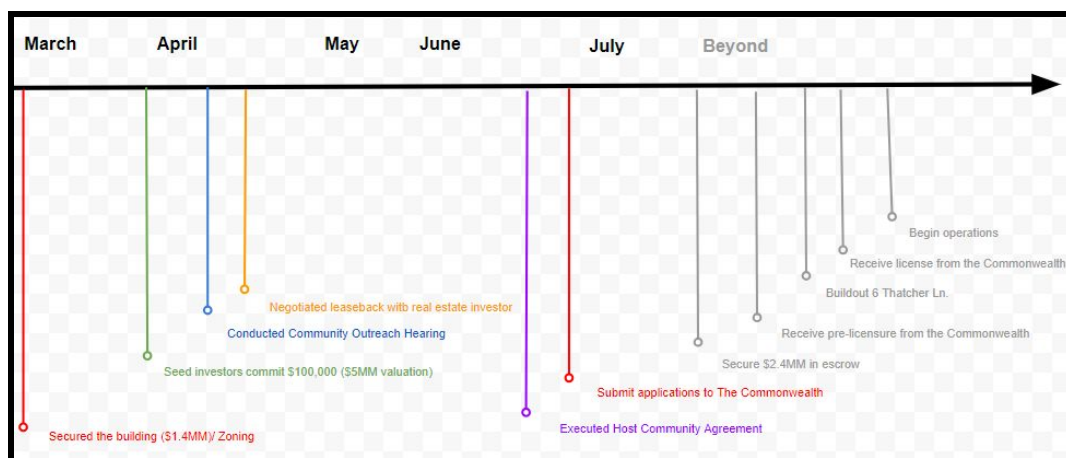 March April May June July Beyond
Begin operations
Receive license from the Commonwealth
Buildout 6 Thatcher Ln.
Negotiated leaseback witb real estate investor
Receive pre-licensure from the Commonwealth
Conducted Community Outreach Hearing
Secure $2.4MM in escrow
Seed investors commit $100,000 ($5MM valuation)
Submit applications to The Commonwealth
Executed Host Community Agreement
Secured the building ($1.4MM)/ Zoning